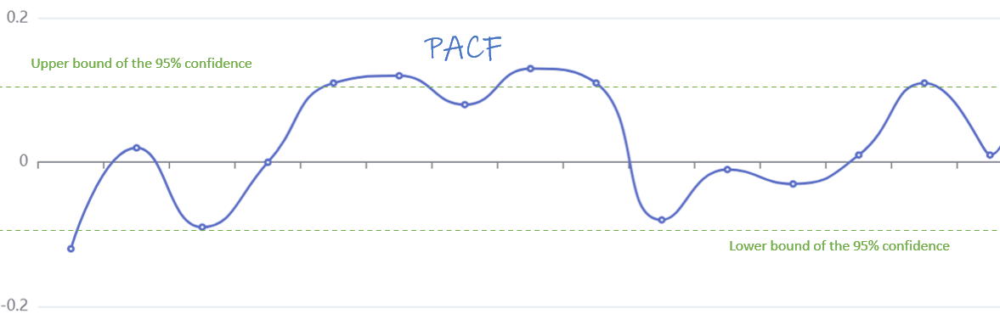 0.2
PACF
Upper bound of the 95% confidence
0
Lower bound of the 95% confidence
-0.2